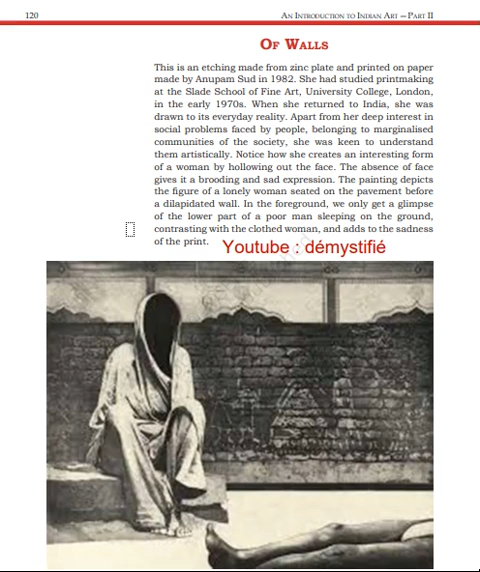 120
An Introduction to Indian Art — Part II
Of Walls
This is an etching made from zinc plate and printed on paper
made by Anupam Sud in 1982. She had studied printmaking
at the Slade School of Fine Art, University College, London,
in the early 1970s. When she returned to India, she was
drawn to its everyday reality. Apart from her deep interest in
social problems faced by people, belonging to marginalised
communities of the society, she was keen to understand
them artistically. Notice how she creates an interesting form
of a woman by hollowing out the face. The absence of face
gives it a brooding and sad expression. The painting depicts
the figure of a lonely woman seated on the pavement before
a dilapidated wall. In the foreground, we only get a glimpse
of the lower part of a poor man sleeping on the ground,
contrasting with the clothed woman, and adds to the sadness
of the print.
Youtube : démystifié